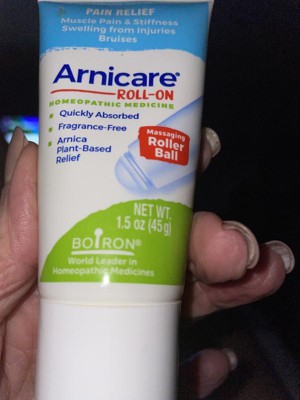 PAIN RELIEF
Muscle Pain & Stiffness
Swelling from Injuries
Bruises
Arnicare®
ROLL-ON
HOMEOPATHIC MEDICINE
• Quickly Absorbed
• Fragrance-Free
• Arnica
Plant-Based
Relief
Massaging
Roller
Ball
NET WT.
1.5 oz (45g)
BOIRON®
World Leader in
Homeopathic Medicines